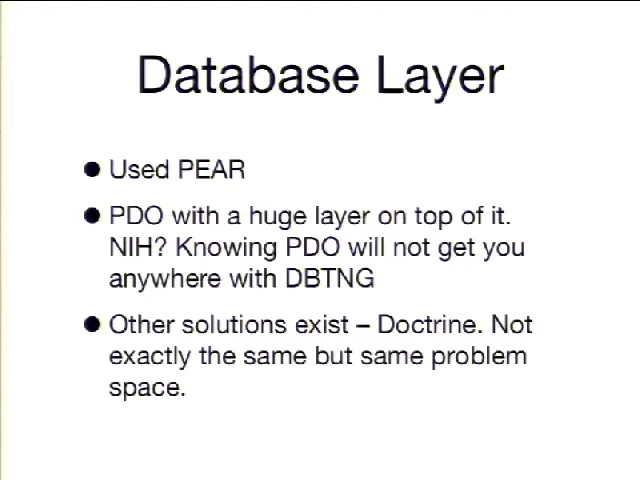 Database Layer
● Used PEAR
● PDO with a huge layer on top of it.
NIH? Knowing PDO will not get you
anywhere with DBTNG
● Other solutions exist – Doctrine. Not
exactly the same but same problem
space.